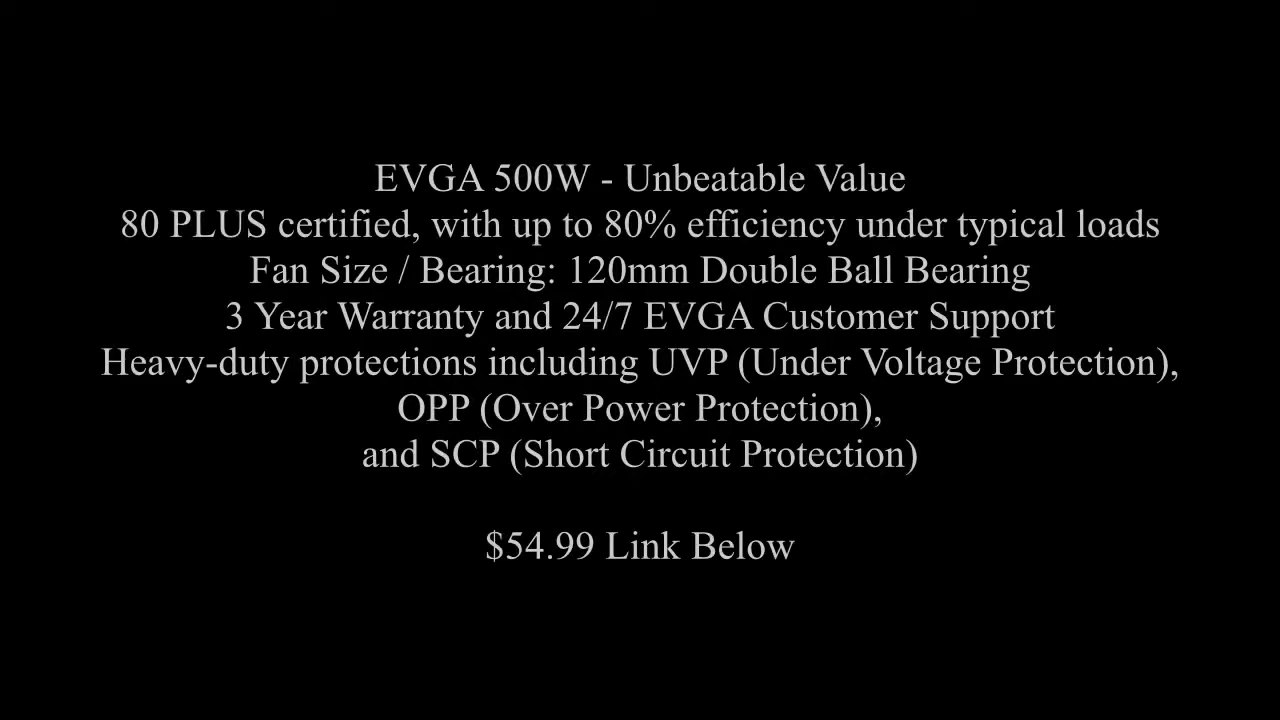 EVGA 500W - Unbeatable Value
80 PLUS certified, with up to 80% efficiency under typical loads
Fan Size / Bearing: 120mm Double Ball Bearing
3 Year Warranty and 24/7 EVGA Customer Support
Heavy-duty protections including UVP (Under Voltage Protection),
OPP (Over Power Protection),
and SCP (Short Circuit Protection)
$54.99 Link Below